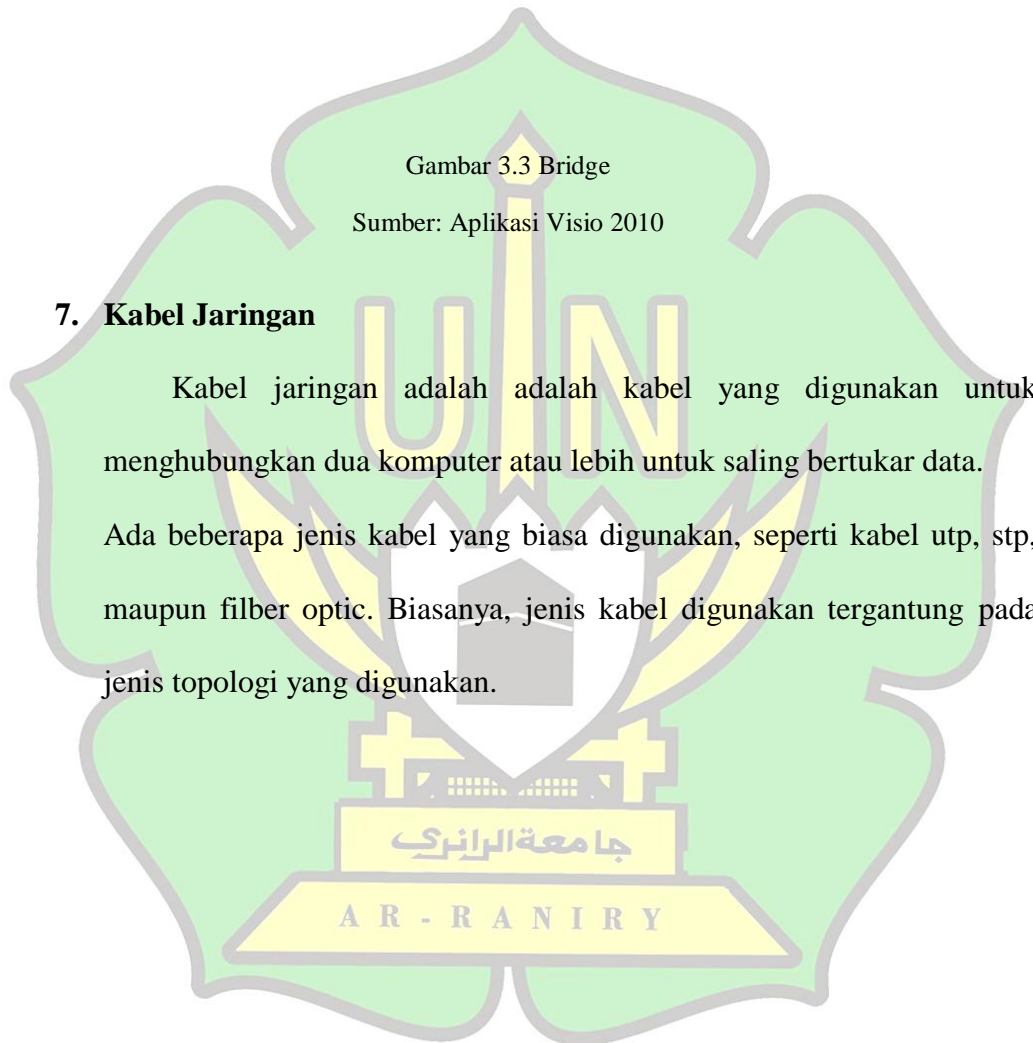 Gambar 3.3 Bridge
Sumber: Aplikasi Visio 2010
7. Kabel Jaringan
Kabel jaringan adalah adalah kabel yang digunakan untuk
menghubungkan dua komputer atau lebih untuk saling bertukar data.
Ada beberapa jenis kabel yang biasa digunakan, seperti kabel utp, stp,
maupun filber optic. Biasanya, jenis kabel digunakan tergantung pada
jenis topologi yang digunakan.
UIN
جامعة الرانري
AR-RANIRY